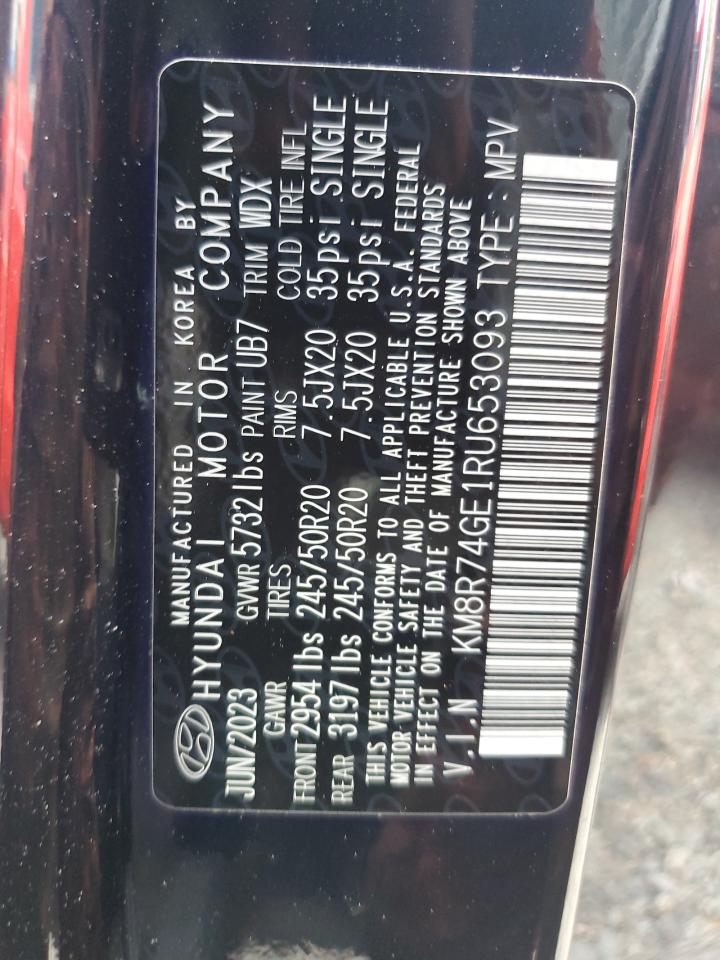 MANUFACTURED IN KOREA BY
HYUNDAI MOTOR COMPANY
JUN/2023 GVWR 5732 lbs PAINT UB7 TRIM WDX
GAWR TIRES RIMS COLD TIRE INFL
FRONT 2954 lbs 245/50R20 7.5JX20 35psi SINGLE
REAR 3197 lbs 245/50R20 7.5JX20 35psi SINGLE
THIS VEHICLE CONFORMS TO ALL APPLICABLE U.S.A. FEDERAL
MOTOR VEHICLE SAFETY AND THEFT PREVENTION STANDARDS
IN EFFECT ON THE DATE OF MANUFACTURE SHOWN ABOVE
V.I.N KM8R74GE1RU653093 TYPE : MPV